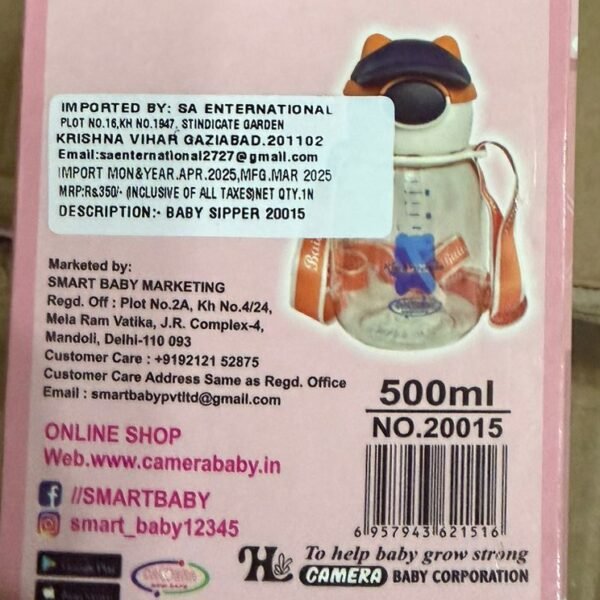 IMPORTED BY: SA ENTERNATIONAL
PLOT NO.16,KH NO.1947, STINDICATE GARDEN
KRISHNA VIHAR GAZIABAD.201102
Email:saenternational2727@gmail.com
IMPORT MON&YEAR.APR.2025,MFG.MAR 2025
MRP:Rs.350/- (INCLUSIVE OF ALL TAXES)NET QTY.1N
DESCRIPTION:- BABY SIPPER 20015
Marketed by:
SMART BABY MARKETING
Regd. Off : Plot No.2A, Kh No.4/24,
Mela Ram Vatika, J.R. Complex-4,
Mandoli, Delhi-110 093
Customer Care : +9192121 52875
Customer Care Address Same as Regd. Office
Email : smartbabypvtltd@gmail.com
500ml
NO.20015
6 957943 621516
ONLINE SHOP
Web.www.camerababy.in
//SMARTBABY
smart_baby12345
To help baby grow strong
CAMERA BABY CORPORATION